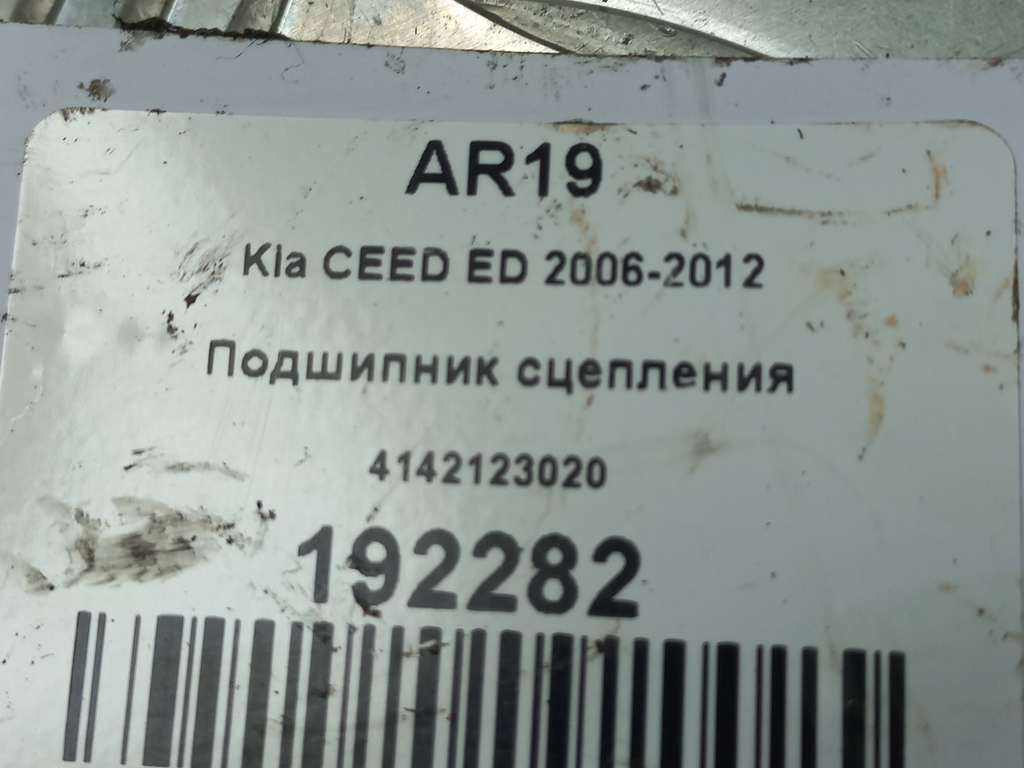 AR19
Kia CEED ED 2006-2012
Подшипник сцепления
4142123020
192282